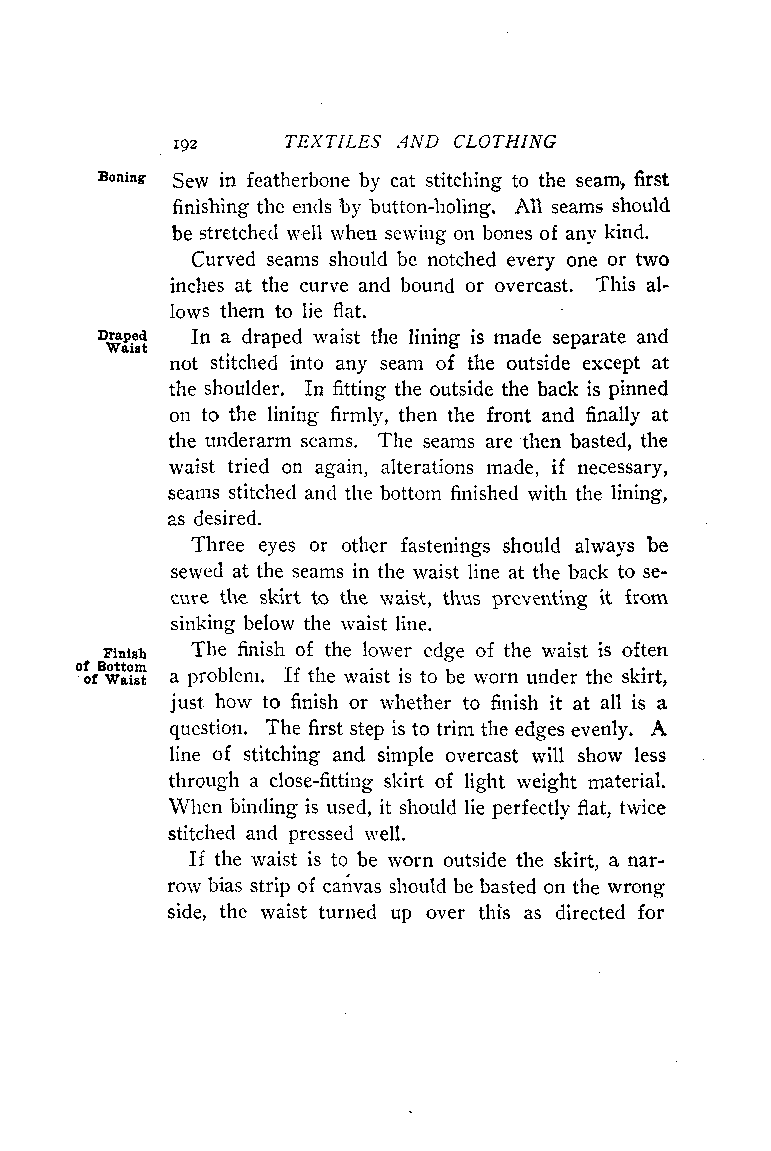 192 TEXTILES AND CLOTHING
Boning
Sew in featherbone by cat stitching to the seam, first
finishing the ends by button-holing. All seams should
be stretched well when sewing on bones of any kind.
Curved seams should be notched every one or two
inches at the curve and bound or overcast. This al-
lows them to lie flat.
Draped
Waist
In a draped waist the lining is made separate and
not stitched into any seam of the outside except at
the shoulder. In fitting the outside the back is pinned
on to the lining firmly, then the front and finally at
the underarm seams. The seams are then basted, the
waist tried on again, alterations made, if necessary,
seams stitched and the bottom finished with the lining,
as desired.
Three eyes or other fastenings should always be
sewed at the seams in the waist line at the back to se-
cure the skirt to the waist, thus preventing it from
sinking below the waist line.
Finish
of Bottom
of Waist
The finish of the lower edge of the waist is often
a problem. If the waist is to be worn under the skirt,
just how to finish or whether to finish it at all is a
question. The first step is to trim the edges evenly. A
line of stitching and simple overcast will show less
through a close-fitting skirt of light weight material.
When binding is used, it should lie perfectly flat, twice
stitched and pressed well.
If the waist is to be worn outside the skirt, a nar-
row bias strip of canvas should be basted on the wrong
side, the waist turned up over this as directed for